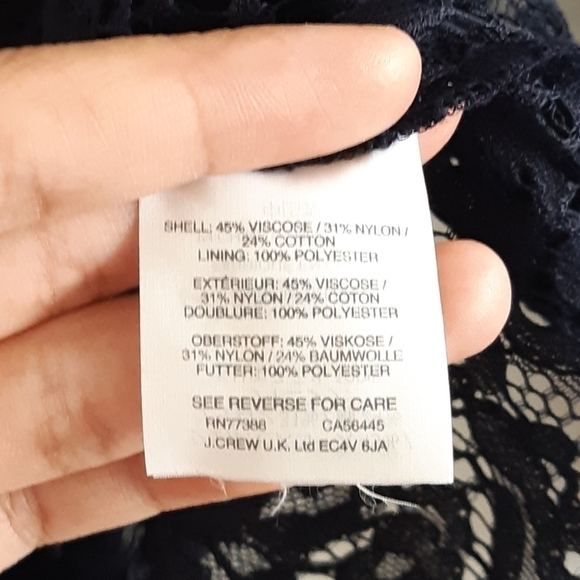 SHELL: 45% VISCOSE / 31% NYLON /
24% COTTON
LINING: 100% POLYESTER
EXTÉRIEUR: 45% VISCOSE /
31% NYLON / 24% COTON
DOUBLURE: 100% POLYESTER
OBERSTOFF: 45% VISKOSE /
31% NYLON / 24% BAUMWOLLE
FUTTER: 100% POLYESTER
SEE REVERSE FOR CARE
RN77388 CA56445
J.CREW U.K. Ltd EC4V 6JA